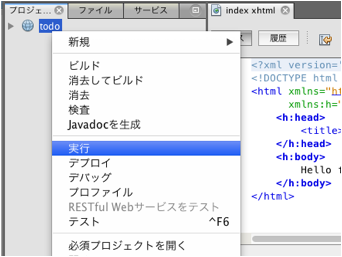 プロジェ...
ファイル
サービス
index xhtml
todo
履歴
新規
ビルド
消去してビルド
消去
検査
Javadocを生成
実行
デプロイ
デバッグ
プロファイル
RESTful Webサービスをテスト
テスト ^F6
必須プロジェクトを開く
<?xml version='
<!DOCTYPE html
<html xmlns="ht
xmlns:h="
<h:head>
<title>
</h:head>
<h:body>
Hello f
</h:body>
</html>